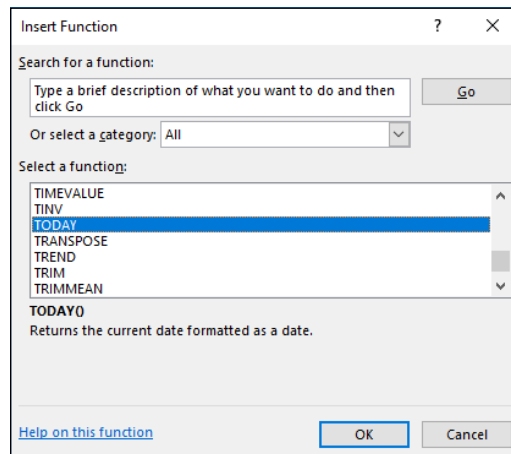 Insert Function
Search for a function:
Type a brief description of what you want to do and then
click Go
Go
Or select a category: All
Select a function:
TIMEVALUE
TINV
TODAY
TRANSPOSE
TREND
TRIM
TRIMMEAN
TODAY()
Returns the current date formatted as a date.
Help on this function
OK
Cancel